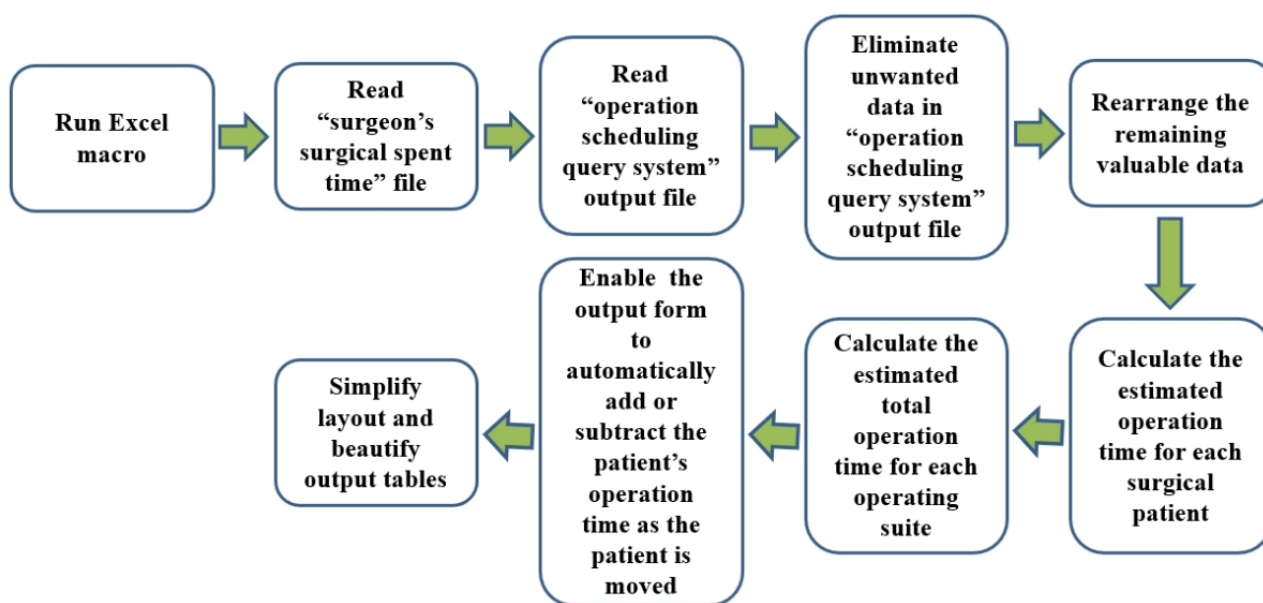 Run Excel
macro
Read
“surgeon’s
surgical spent
time” file
Read
“operation
scheduling
query system”
output file
Eliminate
unwanted
data in
“operation
scheduling
query system”
output file
Rearrange the
remaining
valuable data
Calculate the
estimated
operation
time for each
surgical
patient
Calculate the
estimated
total
operation
time for each
operating
suite
Enable the
output form
to
automatically
add or
subtract the
patient’s
operation
time as the
patient is
moved
Simplify
layout and
beautify
output tables